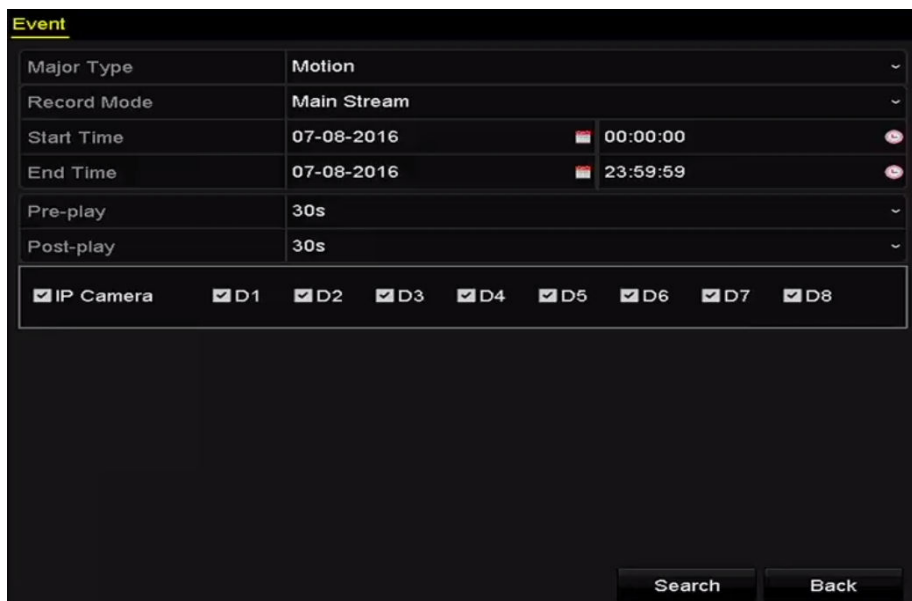 Event
Major Type Motion
Record Mode Main Stream
Start Time 07-08-2016 00:00:00
End Time 07-08-2016 23:59:59
Pre-play 30s
Post-play 30s
IP Camera D1 D2 D3 D4 D5 D6 D7 D8
Search Back